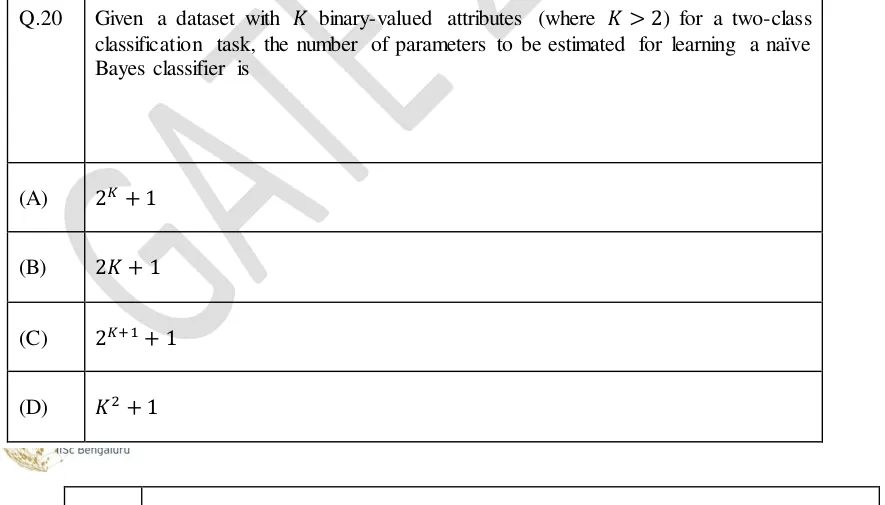 Q.20 Given a dataset with K binary-valued attributes (where K > 2) for a two-class
classification task, the number of parameters to be estimated for learning a naïve
Bayes classifier is
(A) 2^K + 1
(B) 2K + 1
(C) 2^{K+1} + 1
(D) K^2 + 1
IISc Bengaluru
GATE 2